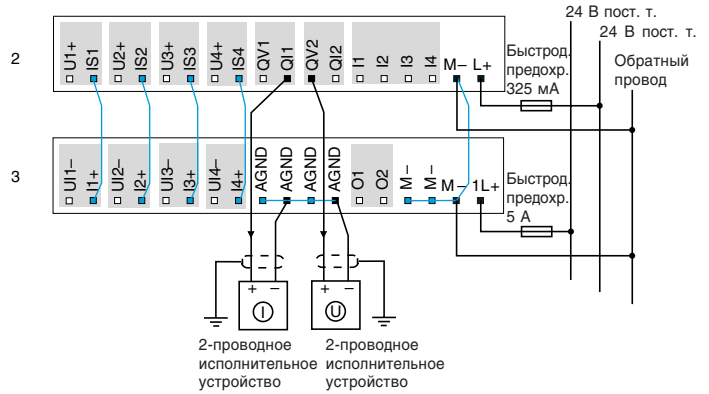 24 В пост. т.
24 В пост. т.
2
U1+ IS1 U2+ IS2 U3+ IS3 U4+ IS4 QV1 QI1 QV2 QI2 I1 I2 I3 I4 M– L+
Быстрод.
предохр.
325 мА
Обратный
провод
3
UI1– I1+ UI2– I2+ UI3– I3+ UI4– I4+ AGND AGND AGND AGND O1 O2 M– M– M– 1L+
Быстрод.
предохр.
5 А
+ –
I
+ –
U
2-проводное
исполнительное
устройство
2-проводное
исполнительное
устройство